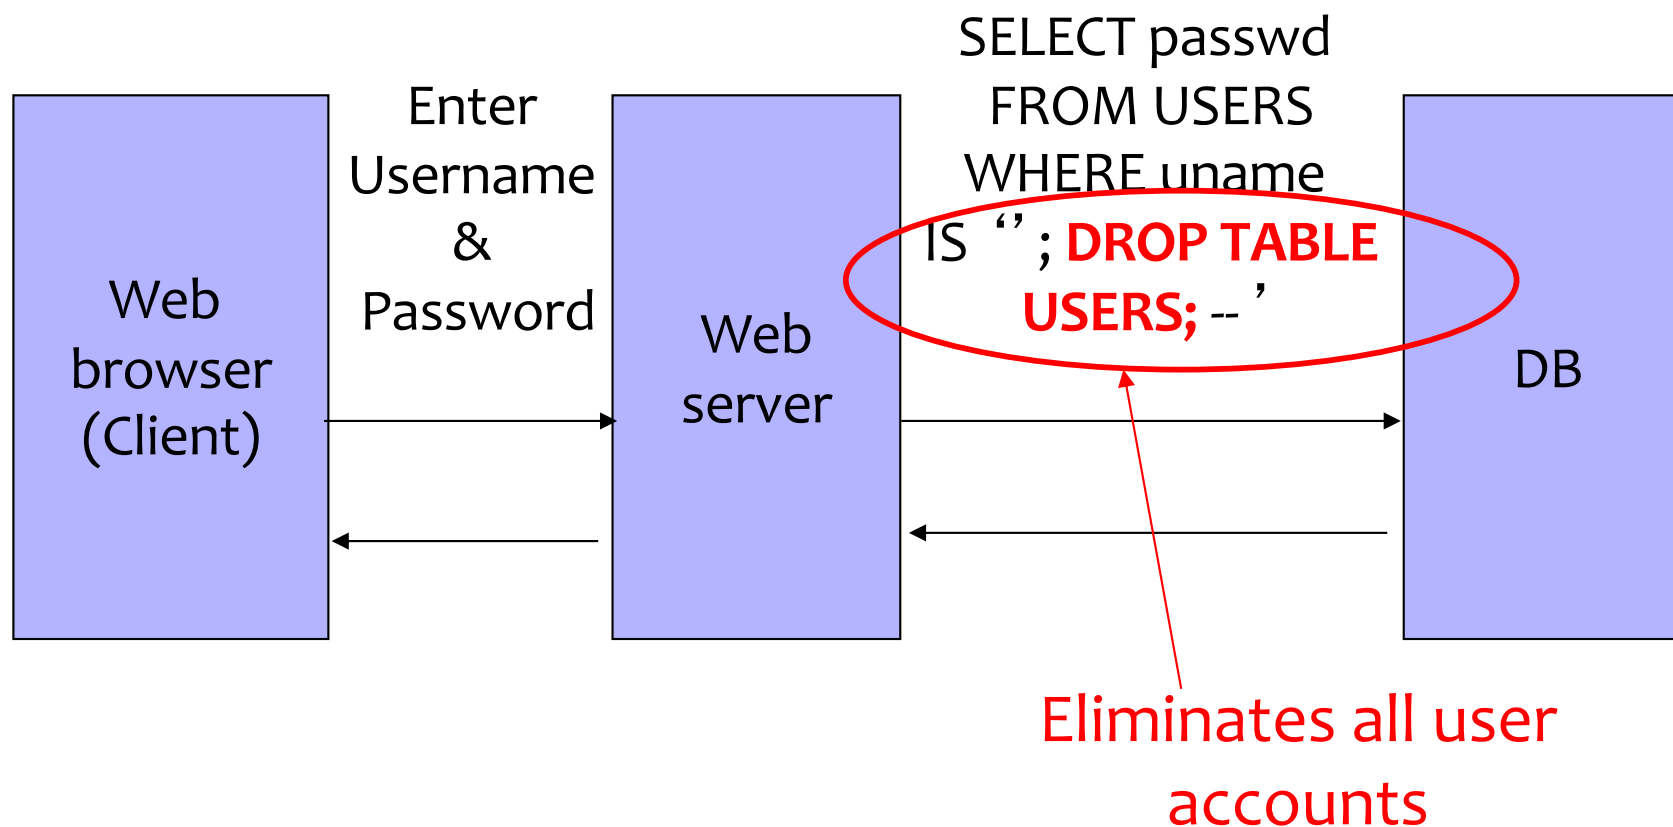 Web
browser
(Client)
Enter
Username
&
Password
Web
server
SELECT passwd
FROM USERS
WHERE uname
IS ‘’ ; DROP TABLE
USERS; -- ’
DB
Eliminates all user
accounts